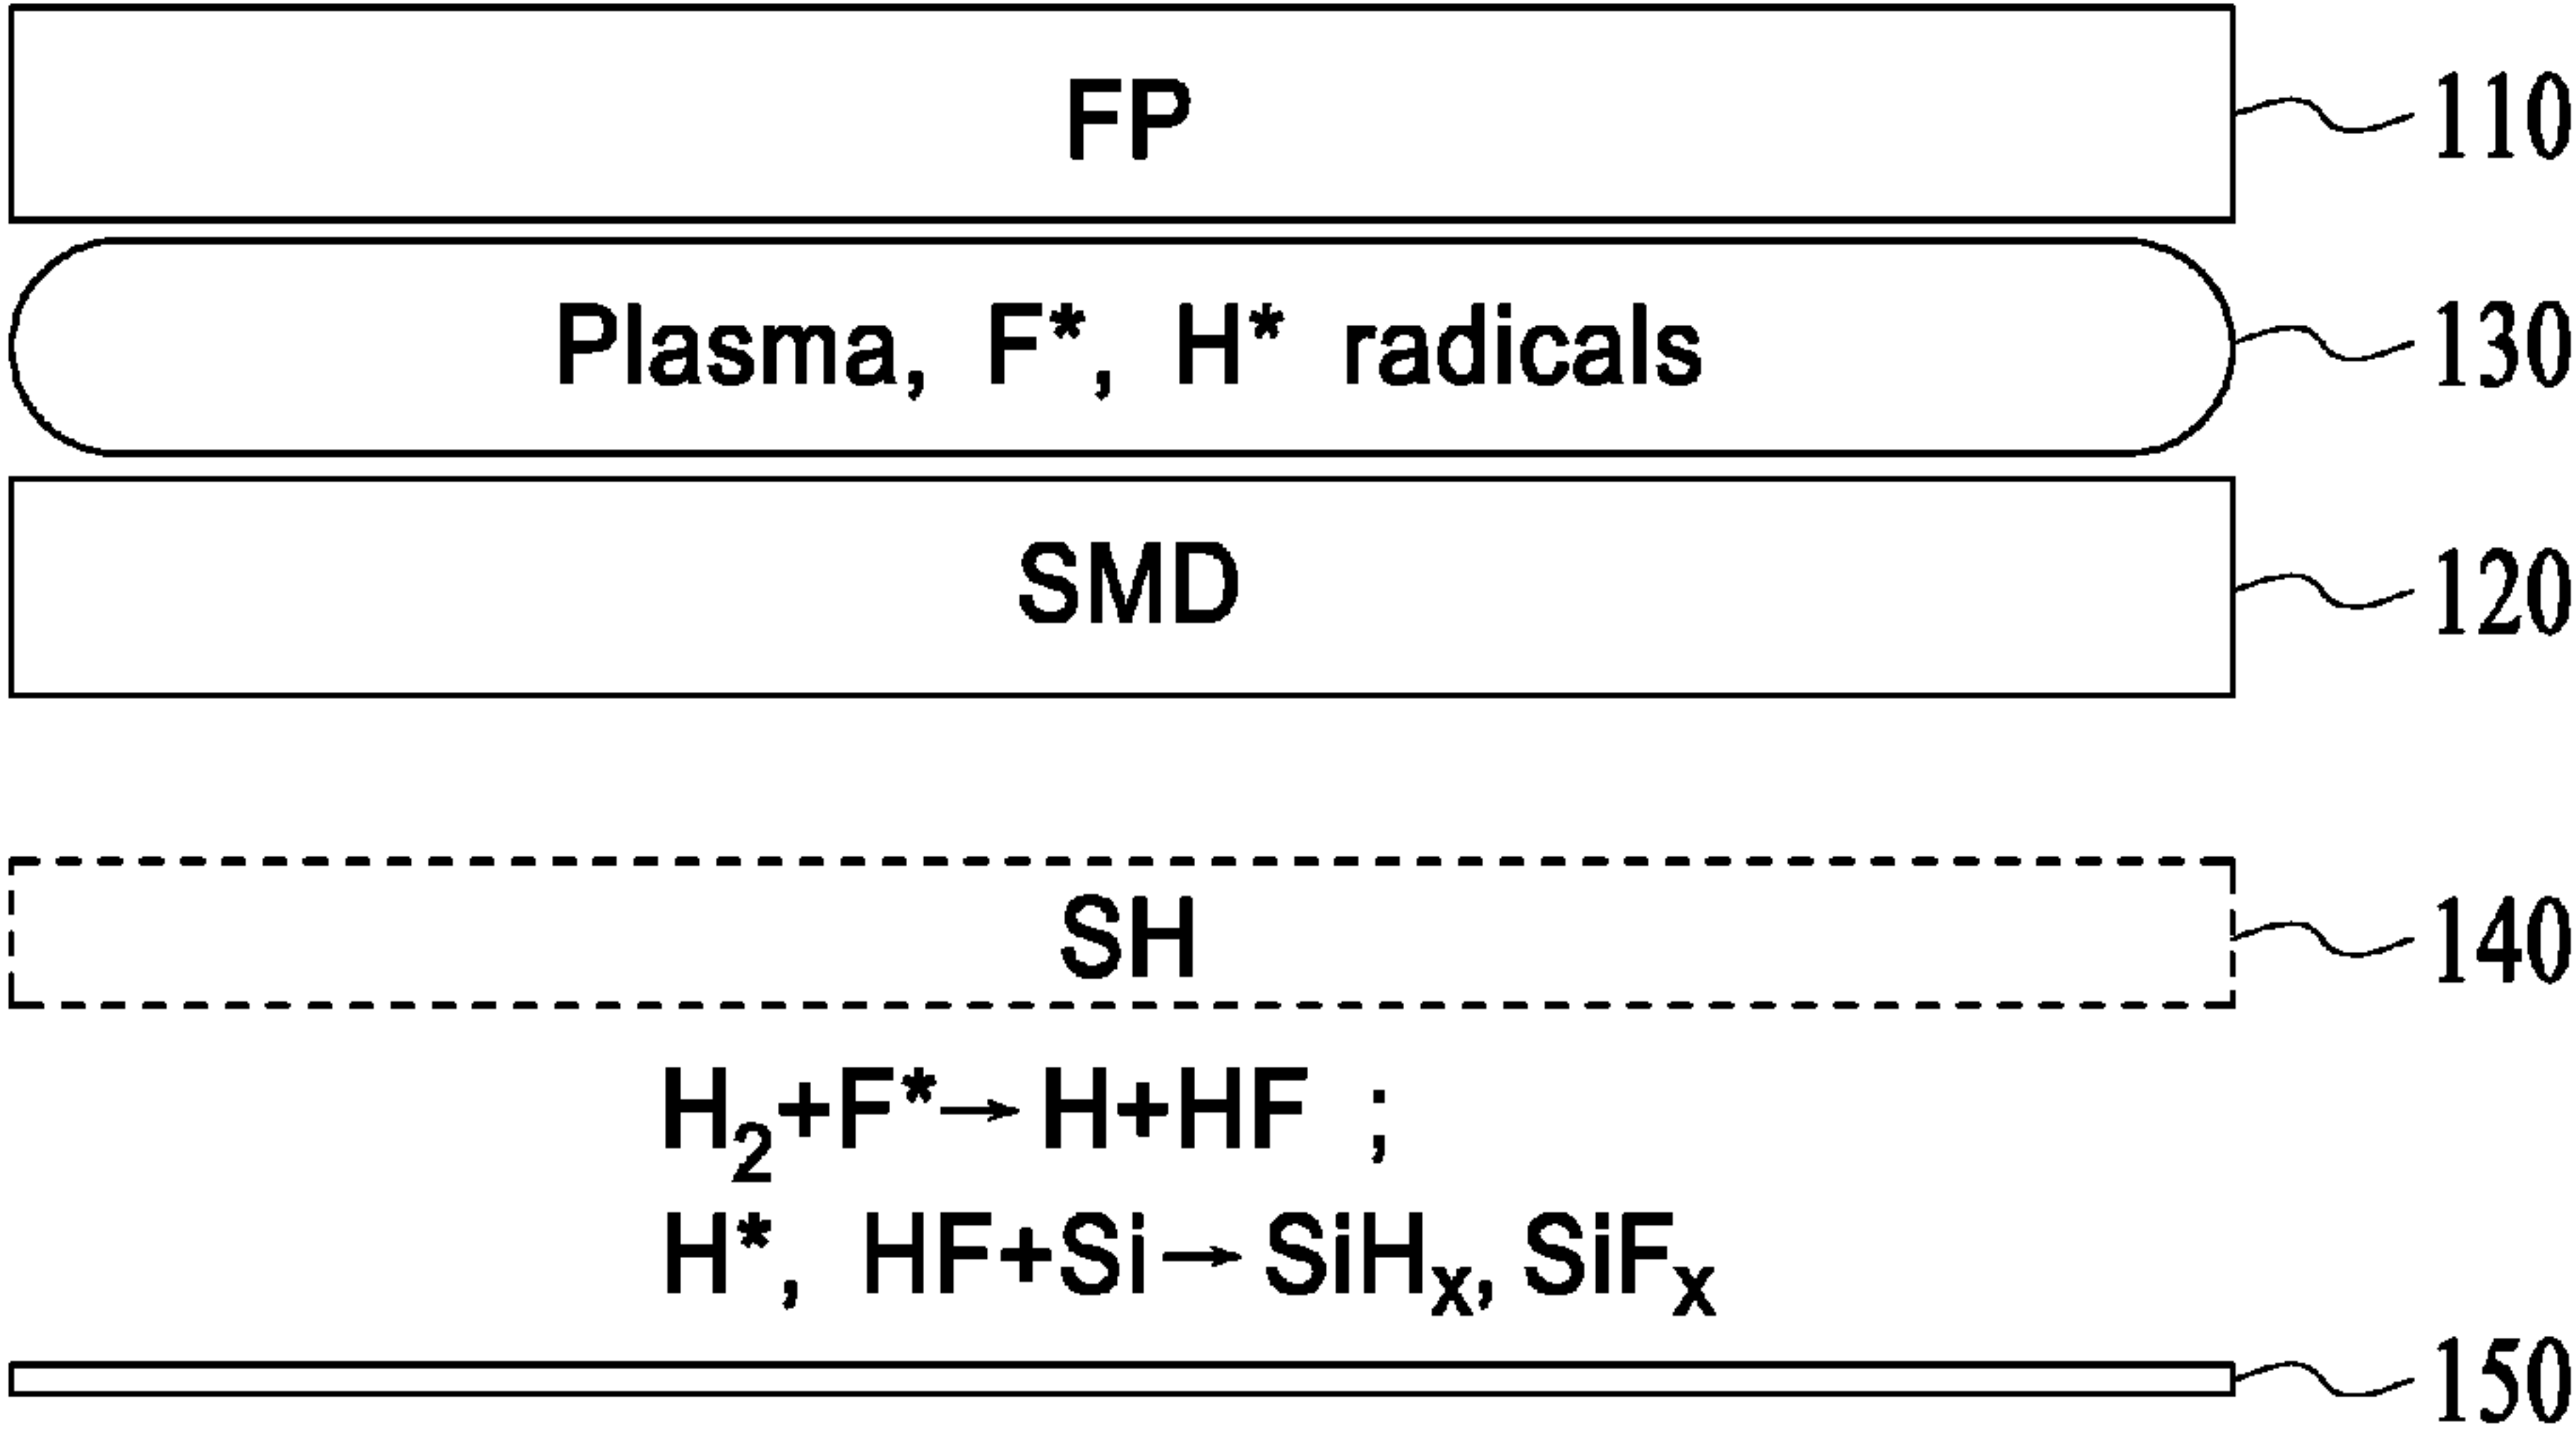 FP 110
Plasma, F*, H* radicals 130
SMD 120
SH 140
H₂+F*→H+HF ;
H*, HF+Si→SiHₓ, SiFₓ
150